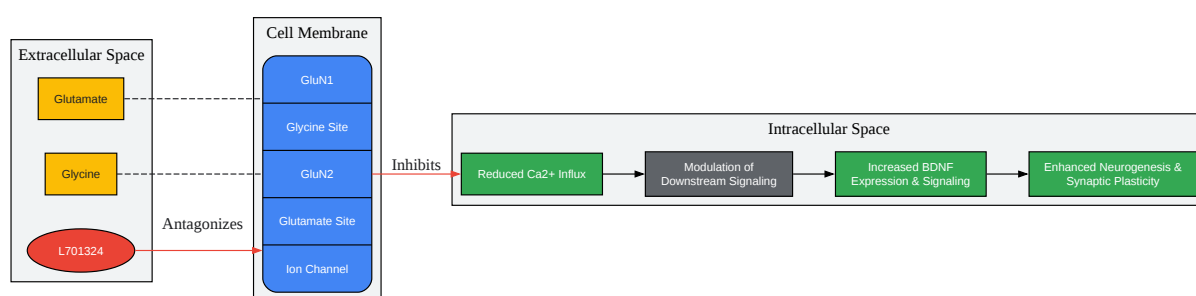 Extracellular Space
Glutamate
Glycine
L701324
Antagonizes
Cell Membrane
GluN1
Glycine Site
GluN2
Glutamate Site
Ion Channel
Inhibits
Intracellular Space
Reduced Ca2+ Influx
Modulation of
Downstream Signaling
Increased BDNF
Expression & Signaling
Enhanced Neurogenesis &
Synaptic Plasticity